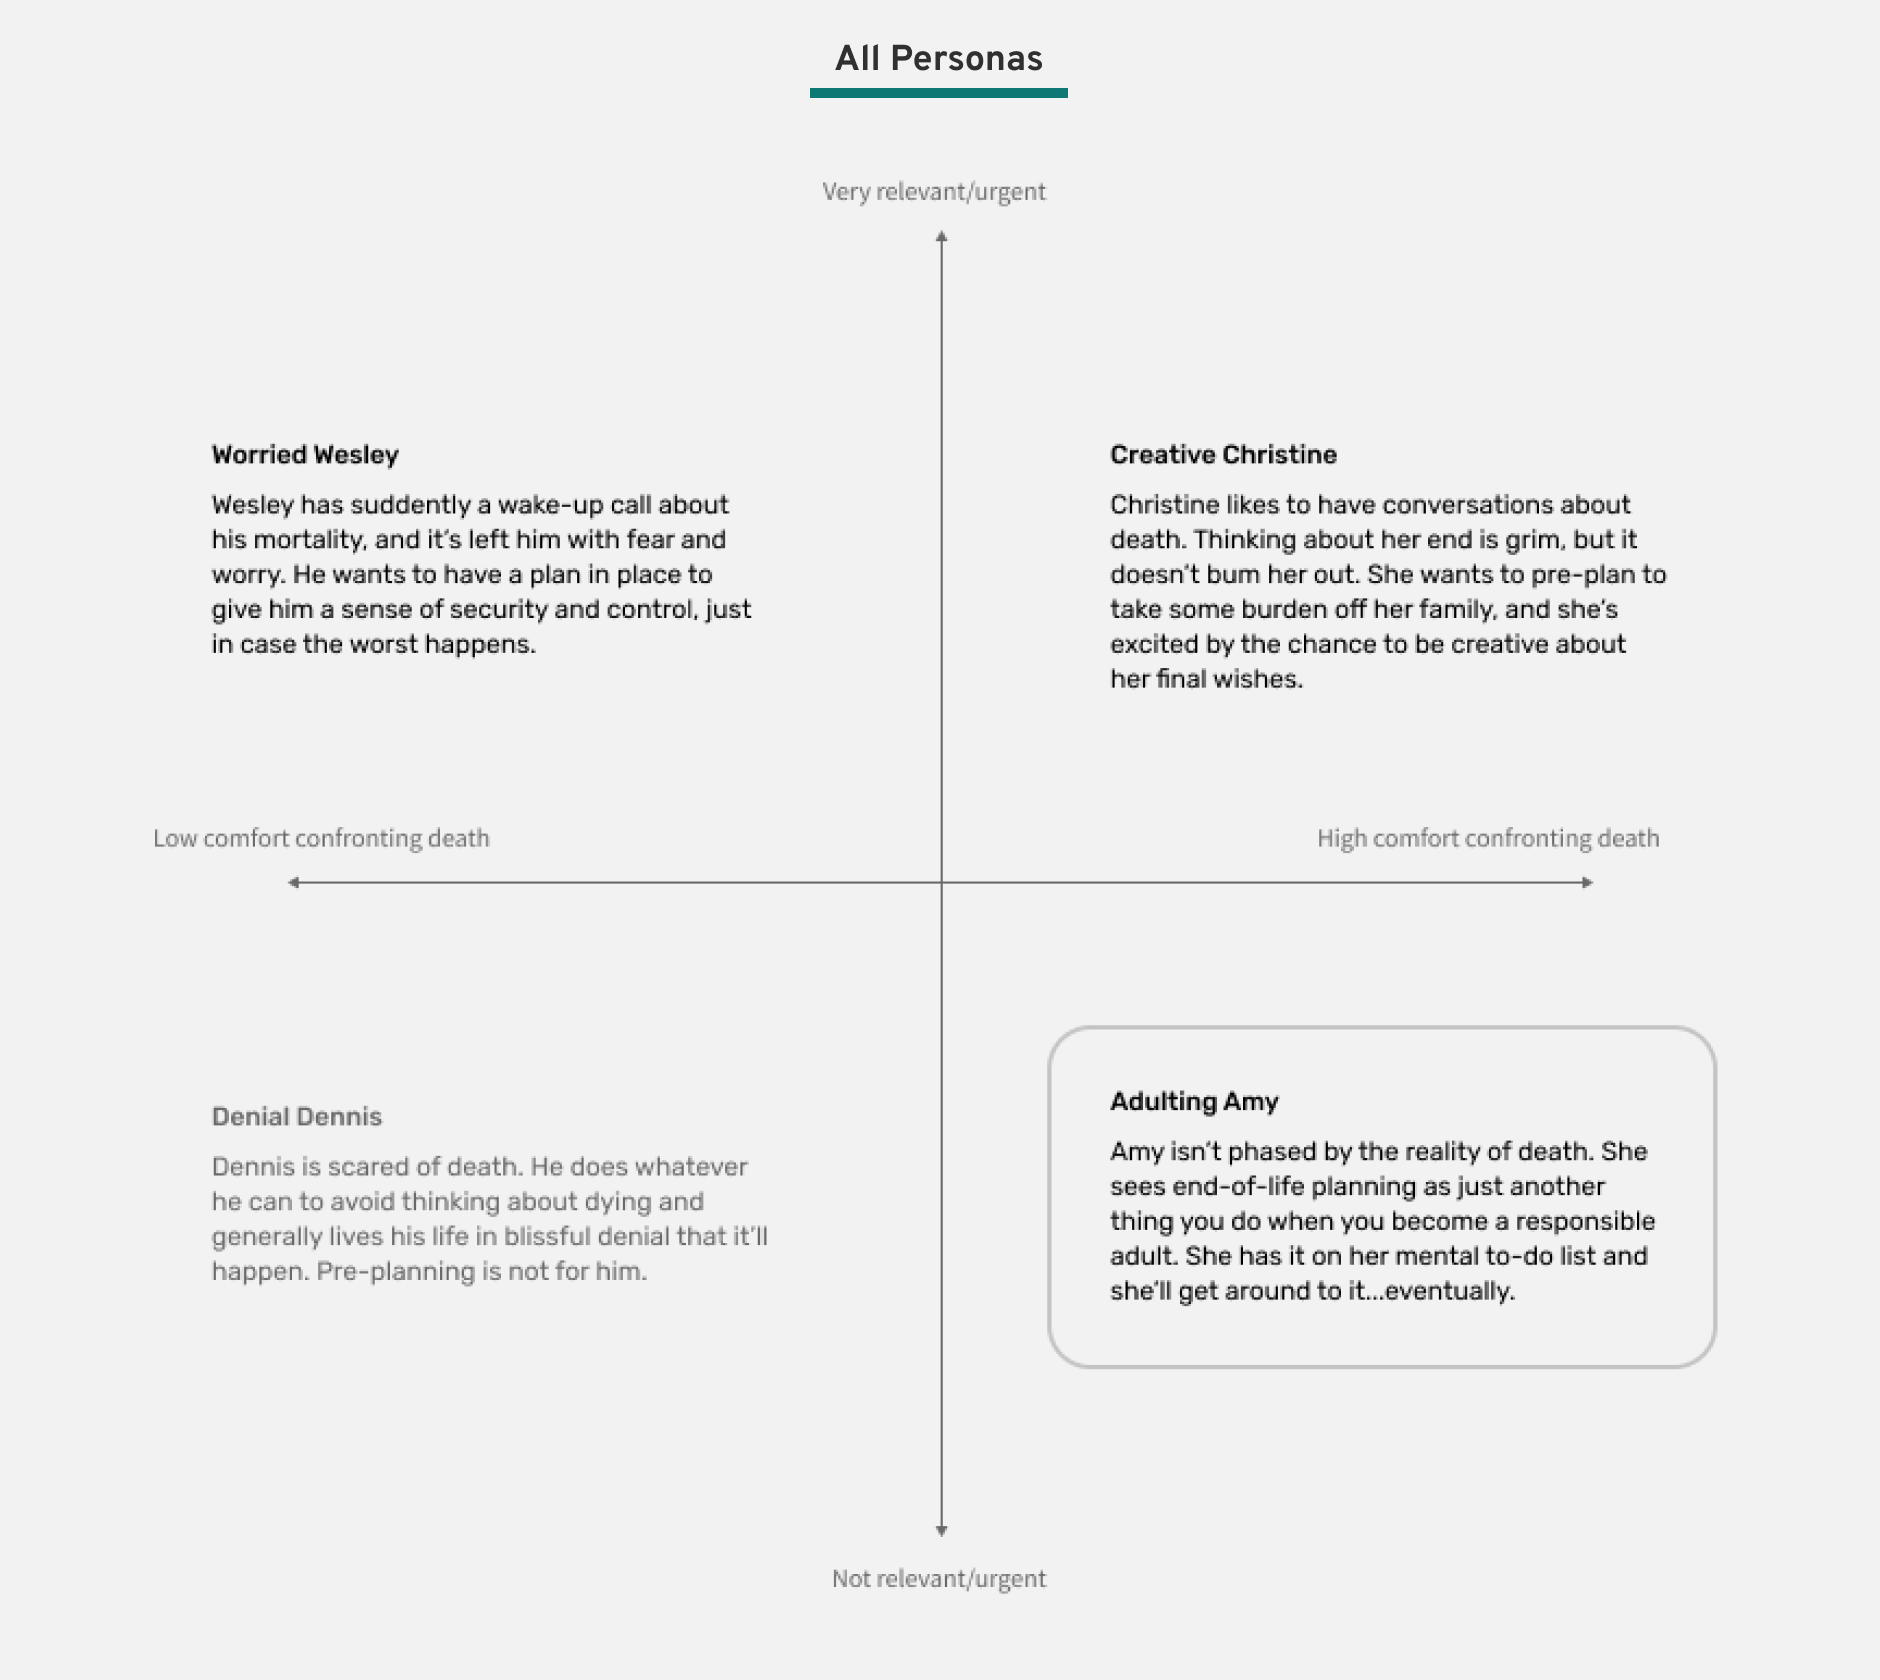 All Personas
Very relevant/urgent
Worried Wesley
Wesley has suddently a wake-up call about
his mortality, and it's left him with fear and
worry. He wants to have a plan in place to
give him a sense of security and control, just
in case the worst happens.
Creative Christine
Christine likes to have conversations about
death. Thinking about her end is grim, but it
doesn't bum her out. She wants to pre-plan to
take some burden off her family, and she's
excited by the chance to be creative about
her final wishes.
Low comfort confronting death
High comfort confronting death
Denial Dennis
Dennis is scared of death. He does whatever
he can to avoid thinking about dying and
generally lives his life in blissful denial that it'll
happen. Pre-planning is not for him.
Adulting Amy
Amy isn't phased by the reality of death. She
sees end-of-life planning as just another
thing you do when you become a responsible
adult. She has it on her mental to-do list and
she'll get around to it...eventually.
Not relevant/urgent